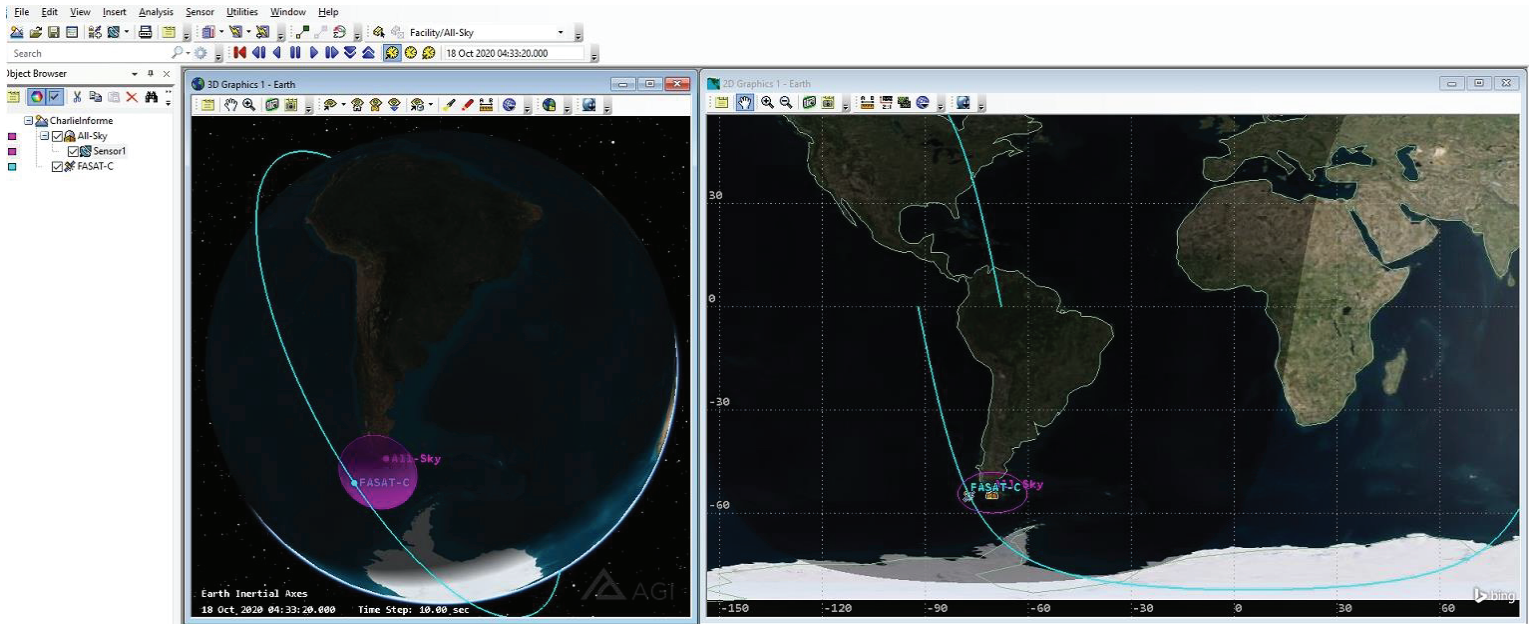 File Edit View Insert Analysis Sensor Utilities Window Help
Facility/All-Sky
Search
18 Oct 2020 04:33:20.000
Object Browser
CharlieInforme
All-Sky
Sensor1
FASAT-C
3D Graphics 1 - Earth
All-Sky
FASAT-C
Earth Inertial Axes
18 Oct 2020 04:33:20.000 Time Step: 10.00 sec
AGI
2D Graphics 1 - Earth
30
0
-30
FASAT-C
All-Sky
-60
-150 -120 -90 -60 -30 0 30 60
bing